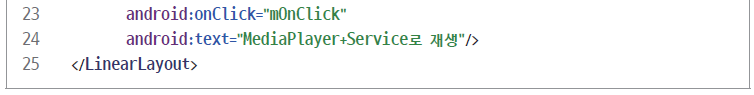 23 android:onClick="mOnClick"
24 android:text="MediaPlayer+Service로 재생"/>
25 </LinearLayout>